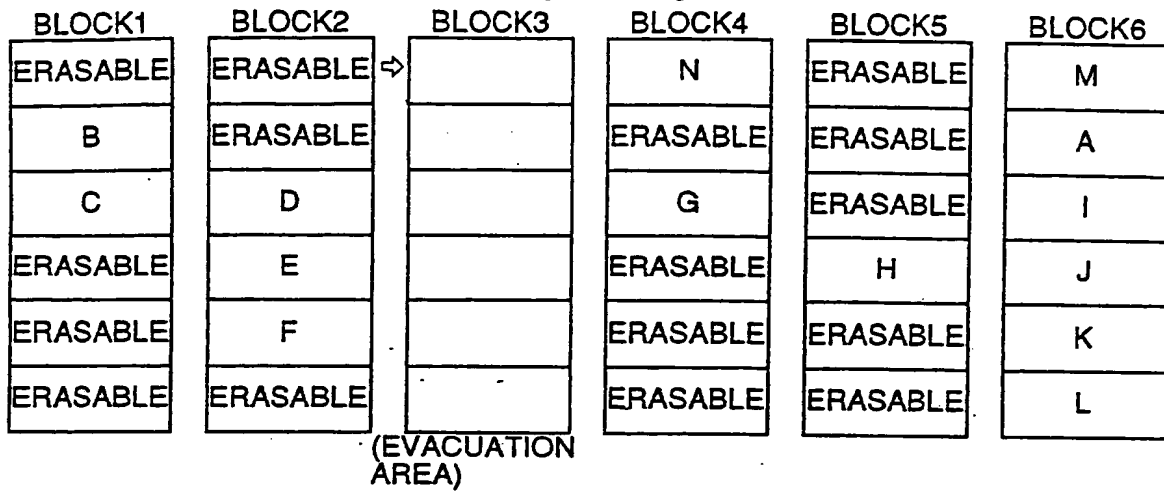 BLOCK1 BLOCK2 BLOCK3 BLOCK4 BLOCK5 BLOCK6
ERASABLE ERASABLE ⇨ N ERASABLE M
B ERASABLE ERASABLE ERASABLE A
C D G ERASABLE I
ERASABLE E ERASABLE H J
ERASABLE F ERASABLE ERASABLE K
ERASABLE ERASABLE ERASABLE ERASABLE L
(EVACUATION
AREA)